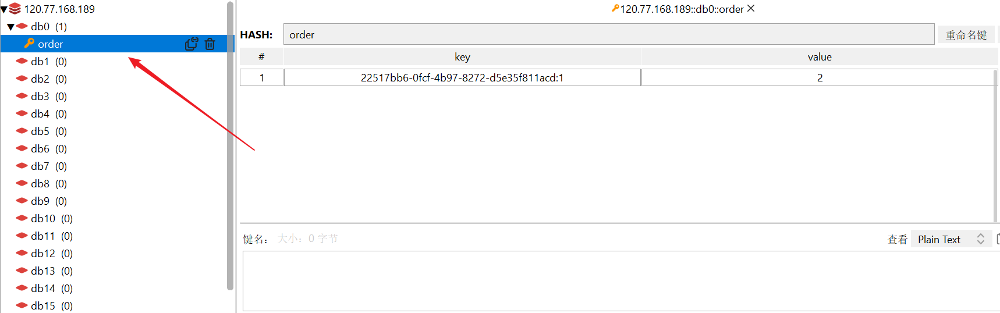 120.77.168.189
db0 (1)
order
db1 (0)
db2 (0)
db3 (0)
db4 (0)
db5 (0)
db6 (0)
db7 (0)
db8 (0)
db9 (0)
db10 (0)
db11 (0)
db12 (0)
db13 (0)
db14 (0)
db15 (0)
120.77.168.189::db0::order
HASH: order 重命名键
# key value
1 22517bb6-0fcf-4b97-8272-d5e35f811acd:1 2
键名： 大小：0 字节 查看 Plain Text